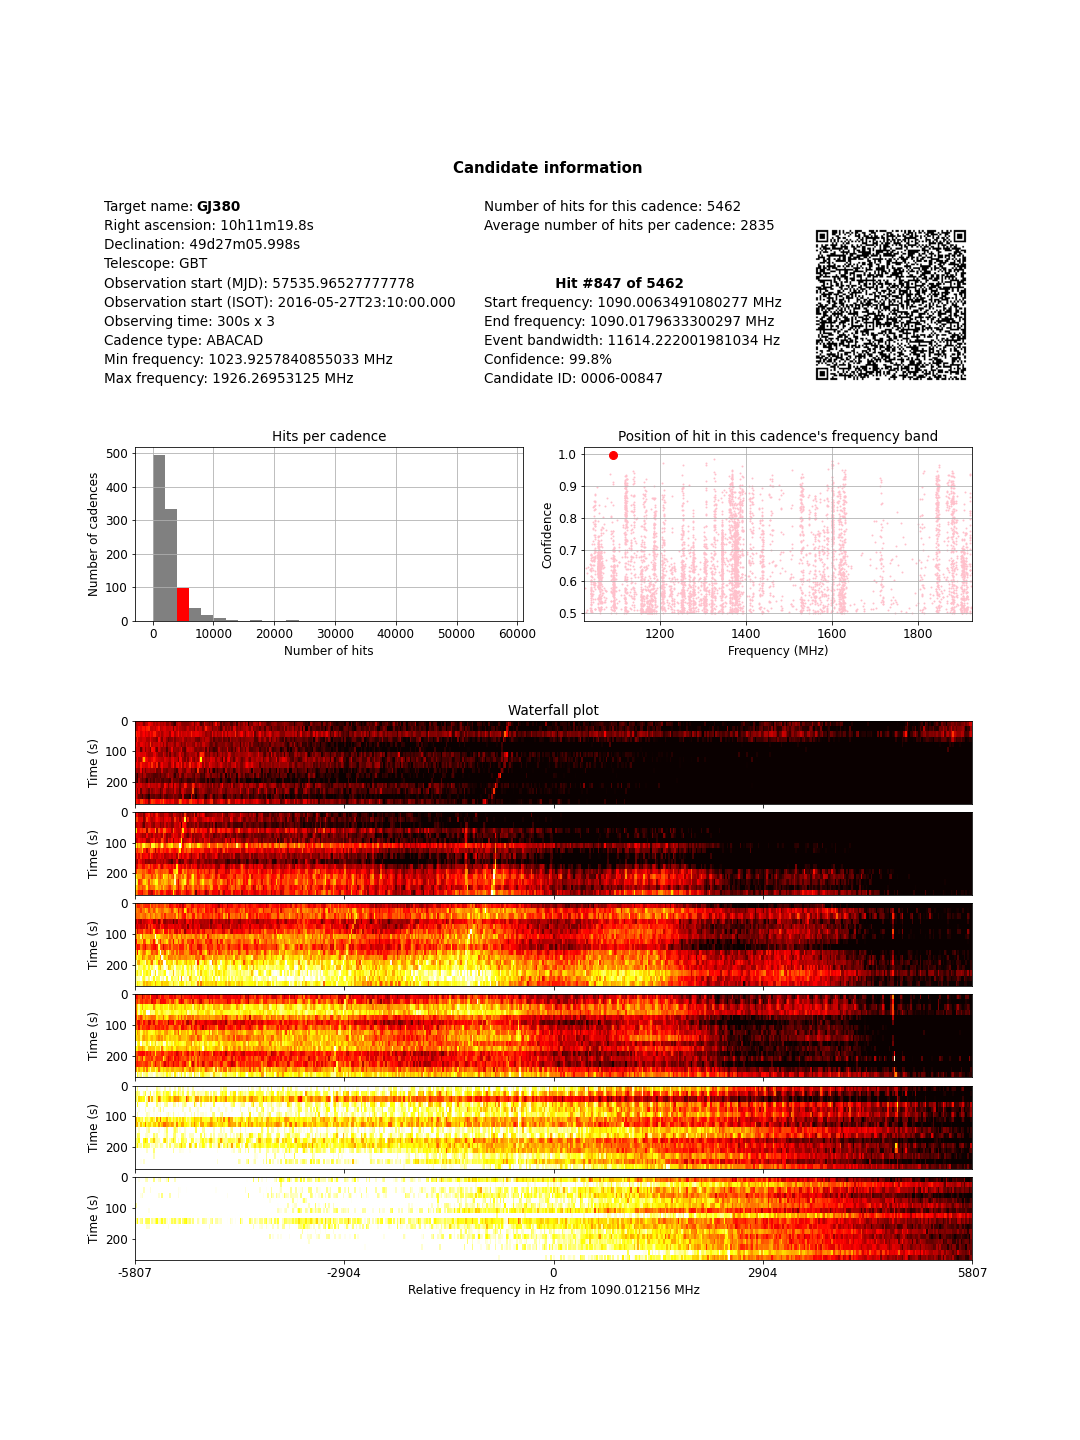 Candidate information
Target name: GJ380
Right ascension: 10h11m19.8s
Declination: 49d27m05.998s
Telescope: GBT
Observation start (MJD): 57535.96527777778
Observation start (ISOT): 2016-05-27T23:10:00.000
Observing time: 300s x 3
Cadence type: ABACAD
Min frequency: 1023.9257840855033 MHz
Max frequency: 1926.26953125 MHz
Number of hits for this cadence: 5462
Average number of hits per cadence: 2835
Hit #847 of 5462
Start frequency: 1090.0063491080277 MHz
End frequency: 1090.0179633300297 MHz
Event bandwidth: 11614.222001981034 Hz
Confidence: 99.8%
Candidate ID: 0006-00847
Hits per cadence
Number of cadences
500
400
300
200
100
0
0 10000 20000 30000 40000 50000 60000
Number of hits
Position of hit in this cadence's frequency band
Confidence
1.0
0.9
0.8
0.7
0.6
0.5
1200 1400 1600 1800
Frequency (MHz)
Waterfall plot
Time (s)
0
100
200
Time (s)
0
100
200
Time (s)
0
100
200
Time (s)
0
100
200
Time (s)
0
100
200
Time (s)
0
100
200
-5807 -2904 0 2904 5807
Relative frequency in Hz from 1090.012156 MHz